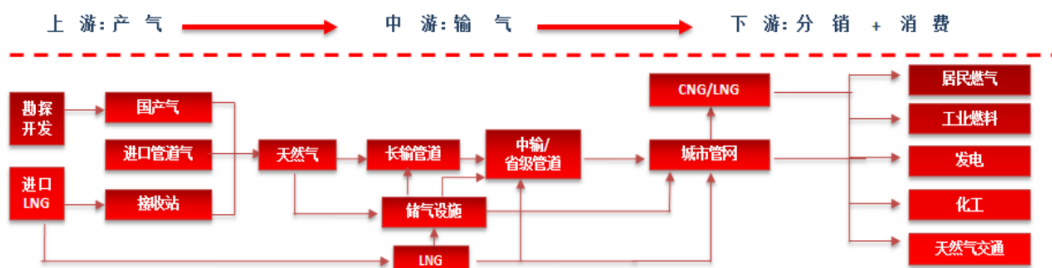 上游:产气
中游:输气
下游:分销+消费
勘探
开发
国产气
进口管道气
进口
LNG
接收站
天然气
长输管道
中输/
省级管道
储气设施
LNG
CNG/LNG
城市管网
居民燃气
工业燃料
发电
化工
天然气交通